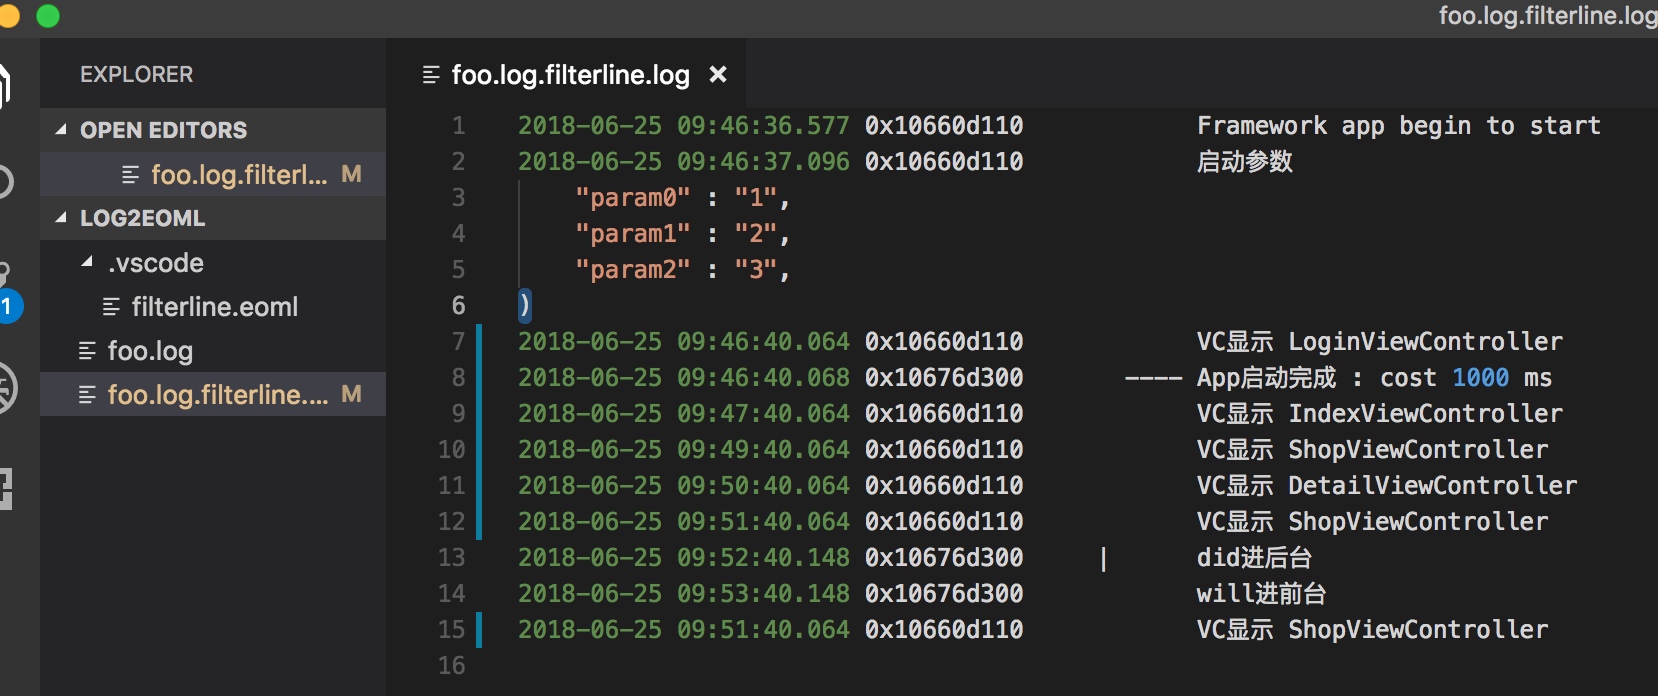 foo.log.filterline.log
EXPLORER
OPEN EDITORS
foo.log.filterl... M
LOG2EOML
.vscode
filterline.eoml
foo.log
foo.log.filterline.... M
1
foo.log.filterline.log ×
1 2018-06-25 09:46:36.577 0x10660d110 Framework app begin to start
2 2018-06-25 09:46:37.096 0x10660d110 启动参数
3 "param0" : "1",
4 "param1" : "2",
5 "param2" : "3",
6 )
7 2018-06-25 09:46:40.064 0x10660d110 VC显示 LoginViewController
8 2018-06-25 09:46:40.068 0x10676d300 ---- App启动完成 : cost 1000 ms
9 2018-06-25 09:47:40.064 0x10660d110 VC显示 IndexViewController
10 2018-06-25 09:49:40.064 0x10660d110 VC显示 ShopViewController
11 2018-06-25 09:50:40.064 0x10660d110 VC显示 DetailViewController
12 2018-06-25 09:51:40.064 0x10660d110 VC显示 ShopViewController
13 2018-06-25 09:52:40.148 0x10676d300 | did进后台
14 2018-06-25 09:53:40.148 0x10676d300 will进前台
15 2018-06-25 09:51:40.064 0x10660d110 VC显示 ShopViewController
16